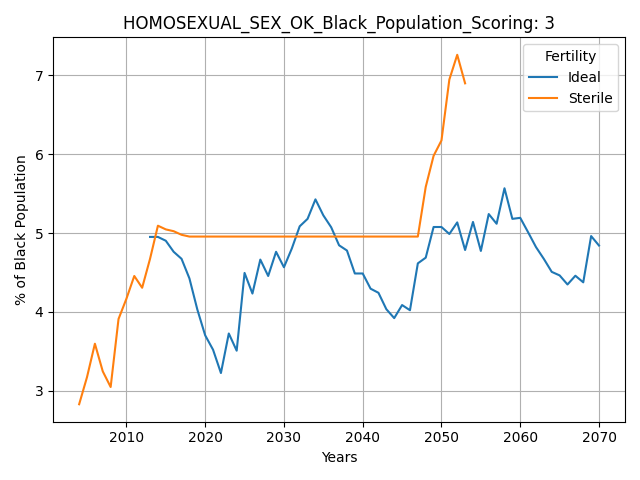 HOMOSEXUAL_SEX_OK_Black_Population_Scoring: 3
Fertility
Ideal
Sterile
% of Black Population
7
6
5
4
3
2010 2020 2030 2040 2050 2060 2070
Years